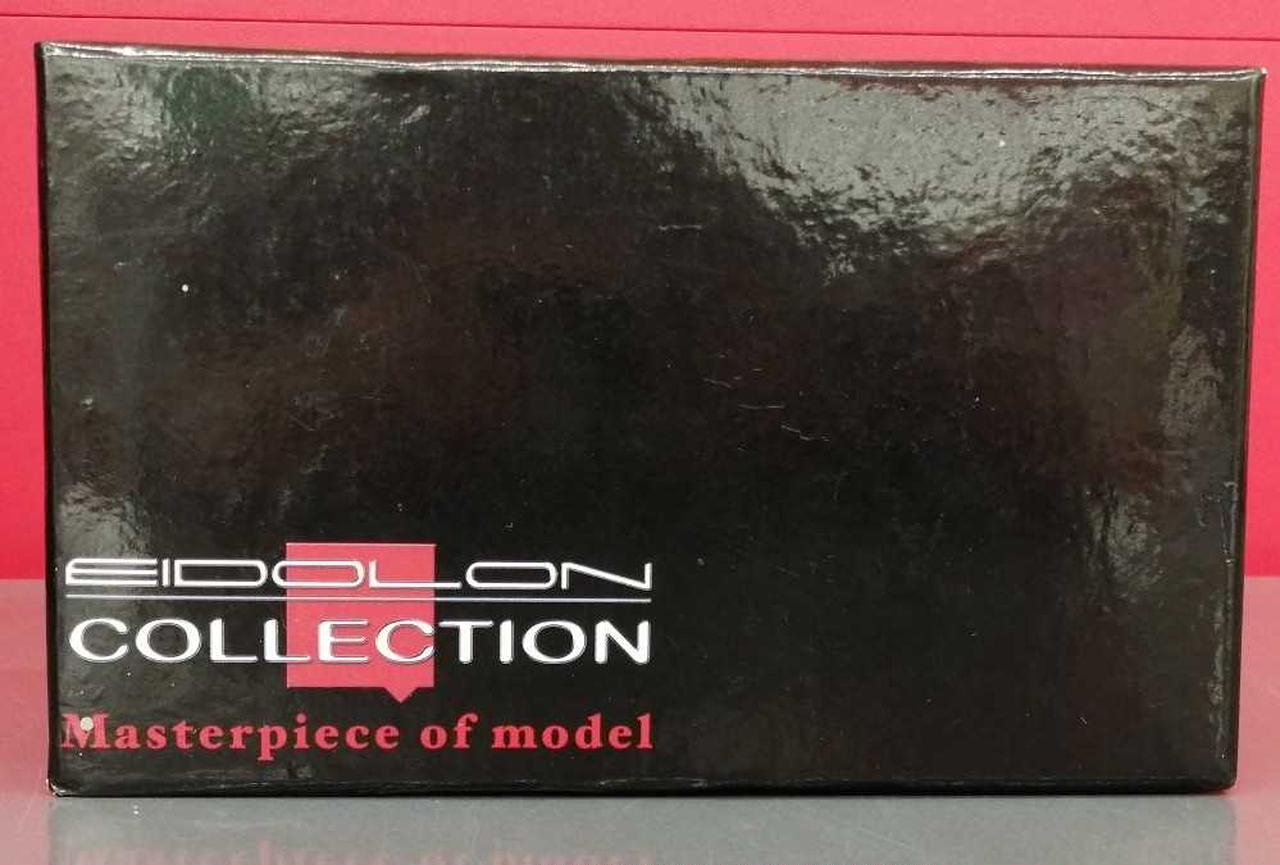 EIDOLON
COLLECTION
Masterpiece of model